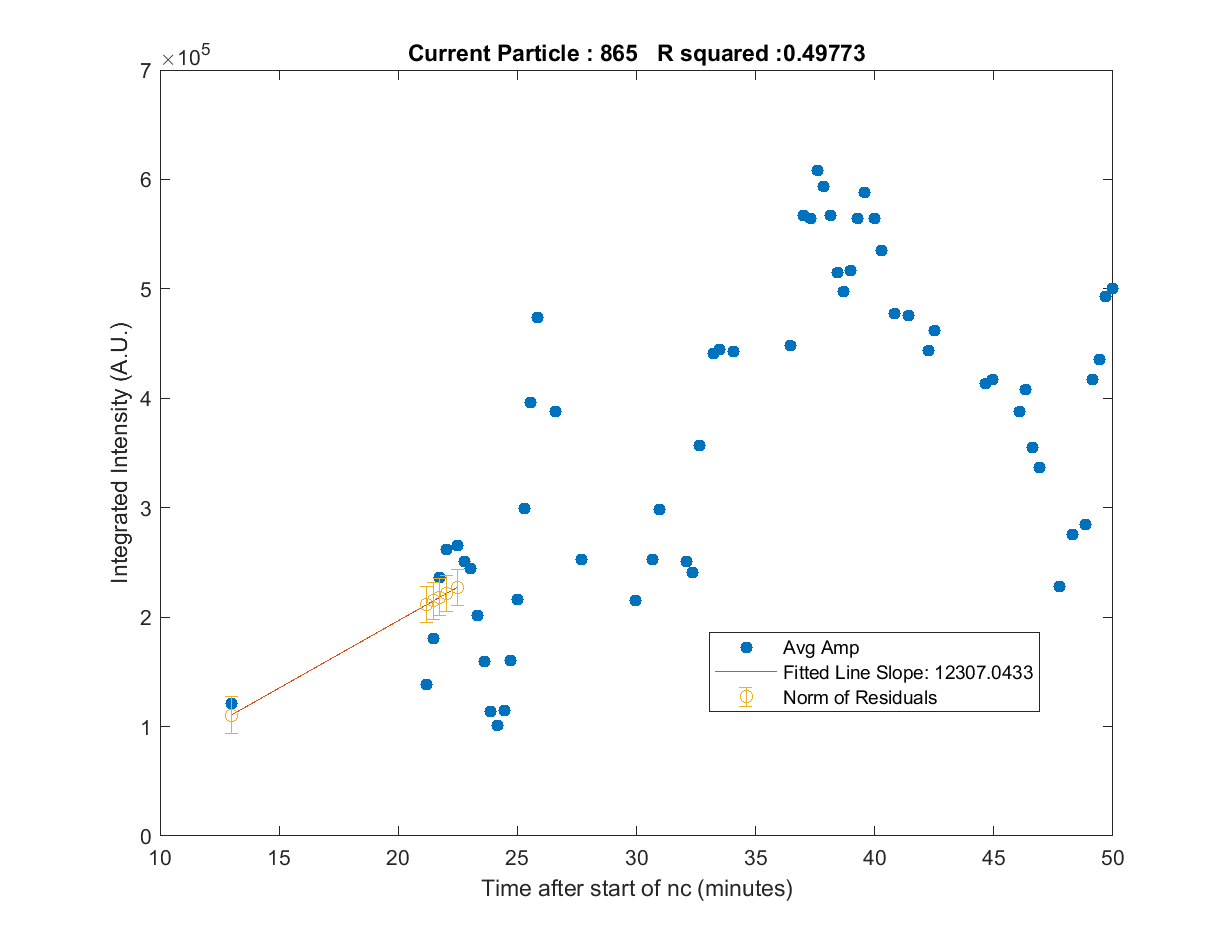 Current Particle : 865   R squared :0.49773
×10^5
7
6
5
4
3
2
1
0
Integrated Intensity (A.U.)
Avg Amp
Fitted Line Slope: 12307.0433
Norm of Residuals
10 15 20 25 30 35 40 45 50
Time after start of nc (minutes)